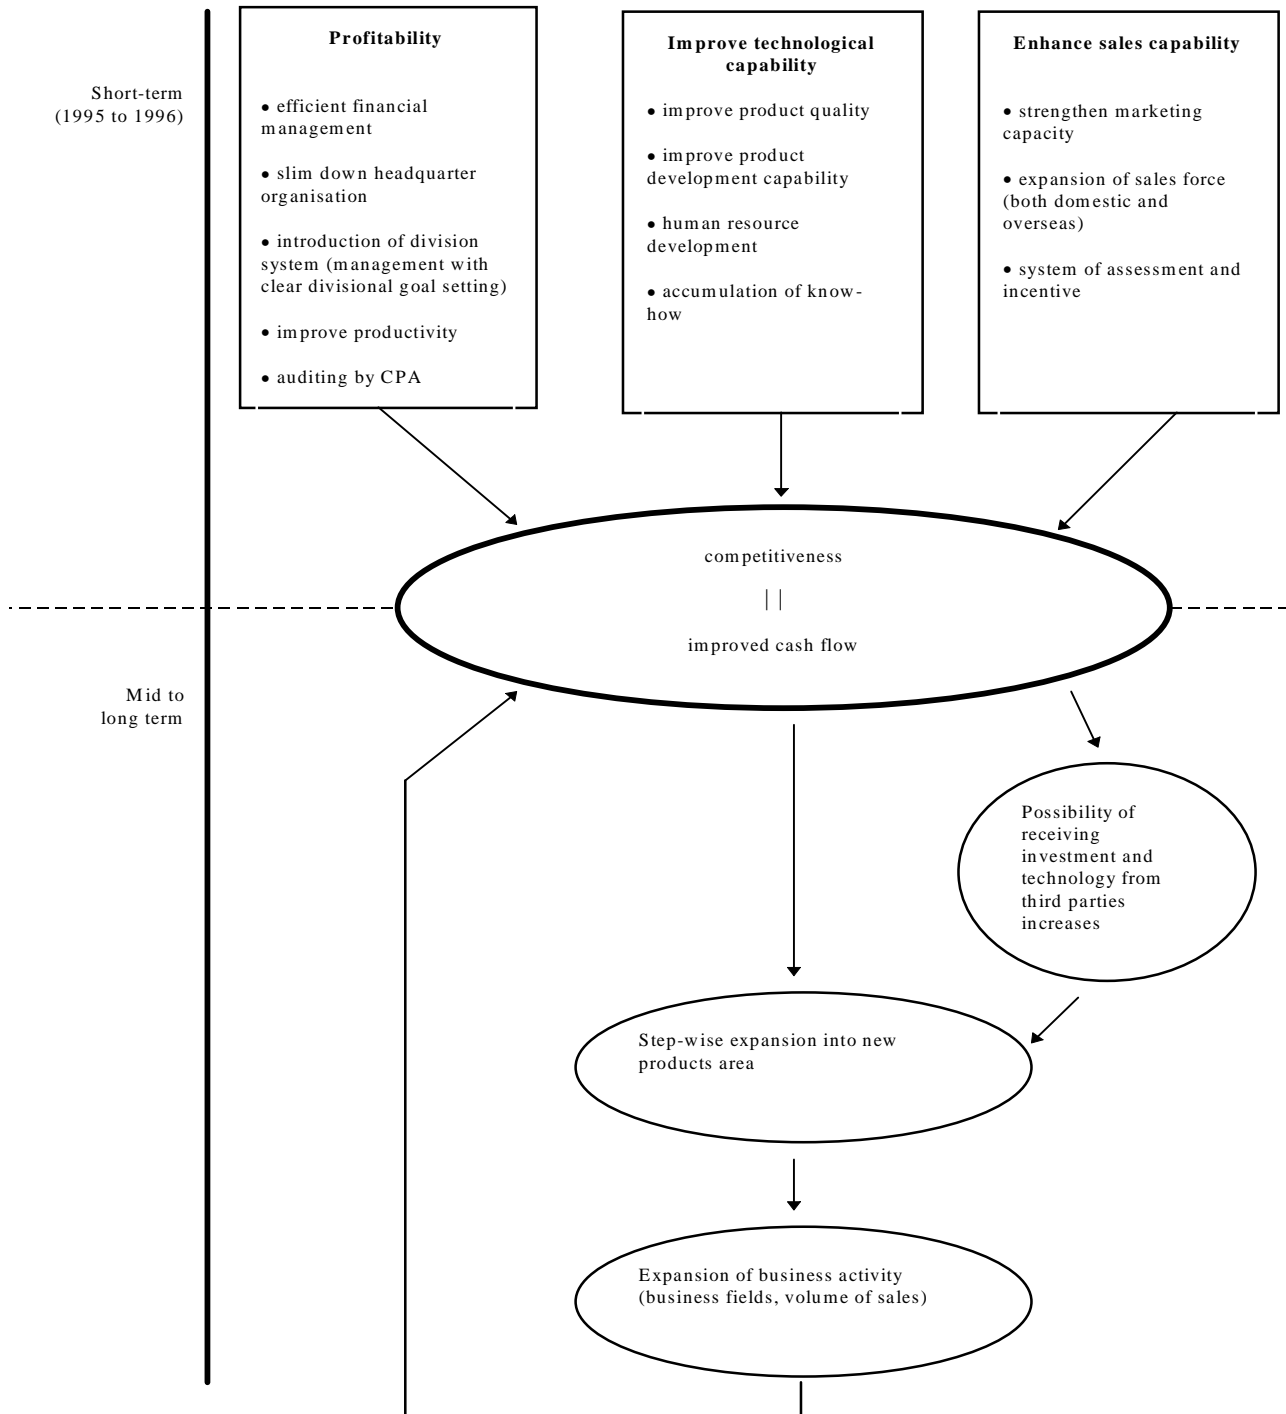 Short-term
(1995 to 1996)
Profitability
• efficient financial
management
• slim down headquarter
organisation
• introduction of division
system (management with
clear divisional goal setting)
• improve productivity
• auditing by CPA
Improve technological
capability
• improve product quality
• improve product
development capability
• human resource
development
• accumulation of know-
how
Enhance sales capability
• strengthen marketing
capacity
• expansion of sales force
(both domestic and
overseas)
• system of assessment and
incentive
competitiveness
| |
improved cash flow
Mid to
long term
Possibility of
receiving
investment and
technology from
third parties
increases
Step-wise expansion into new
products area
Expansion of business activity
(business fields, volume of sales)